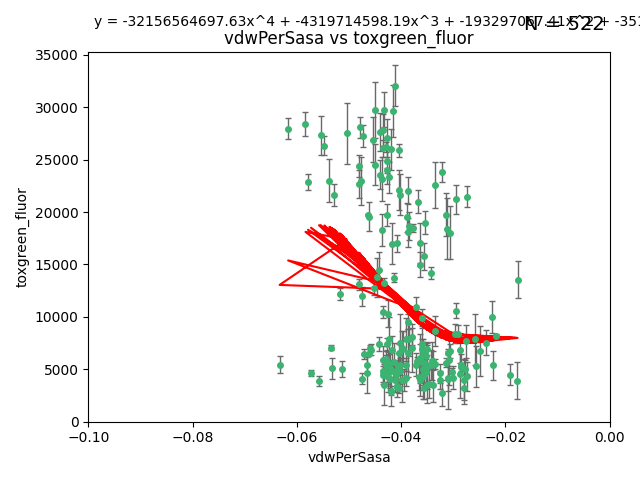 y = -32156564697.63x^4 + -4319714598.19x^3 + -193297067.41x^2 + -351
N = 522
vdwPerSasa vs toxgreen_fluor
35000
30000
25000
20000
15000
10000
5000
0
toxgreen_fluor
−0.10 −0.08 −0.06 −0.04 −0.02 0.00
vdwPerSasa